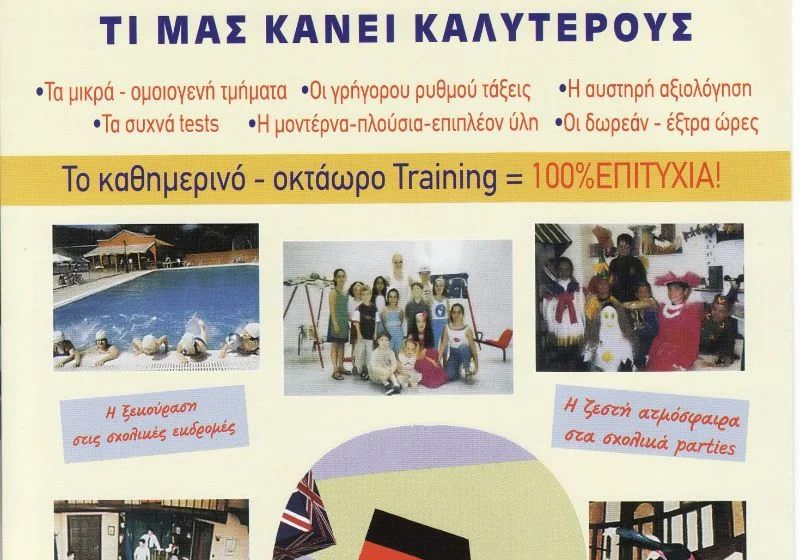 ΤΙ ΜΑΣ ΚΑΝΕΙ ΚΑΛΥΤΕΡΟΥΣ
•Τα μικρά - ομοιογενή τμήματα •Οι γρήγορου ρυθμού τάξεις •Η αυστηρή αξιολόγηση
•Τα συχνά tests •Η μοντέρνα-πλούσια-επιπλέον ύλη •Οι δωρεάν - έξτρα ώρες
Το καθημερινό - οκτάωρο Training = 100%ΕΠΙΤΥΧΙΑ!
Η ξεκούραση
στις σχολικές εκδρομές
Η ζεστή ατμόσφαιρα
στα σχολικά parties